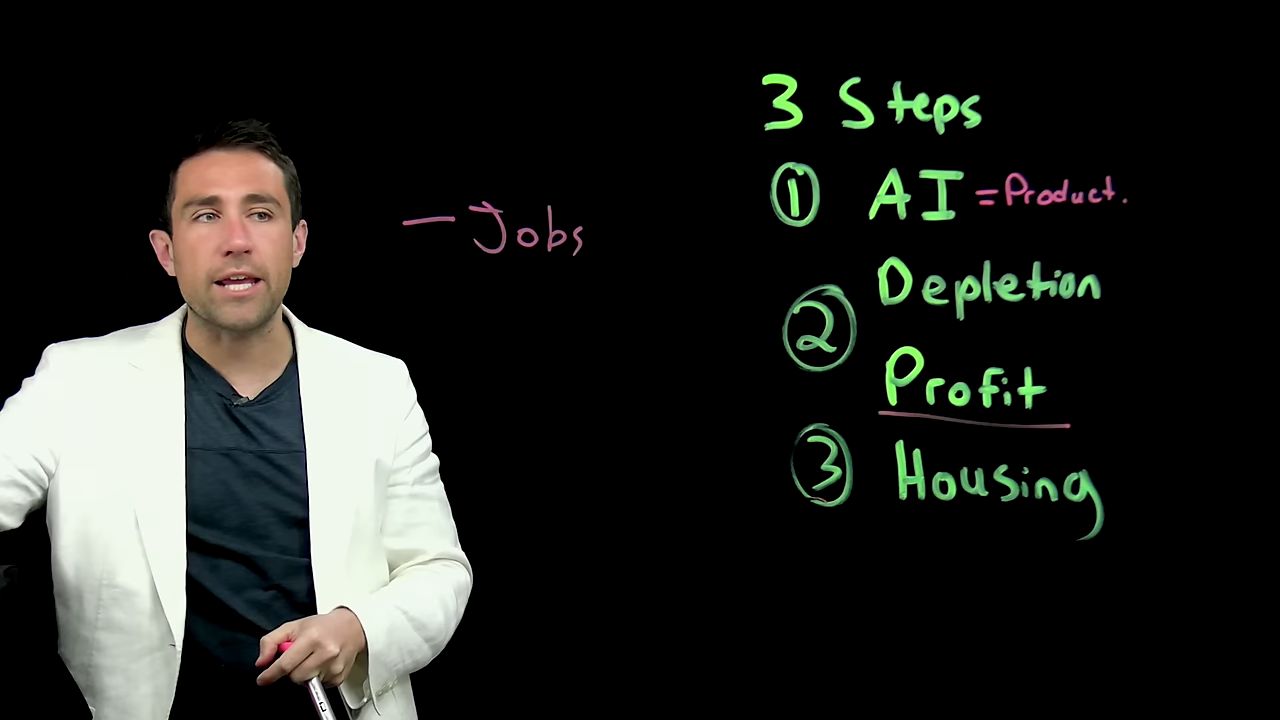 — Jobs
3 Steps
① AI = Product.
Depletion
②
Profit
③ Housing